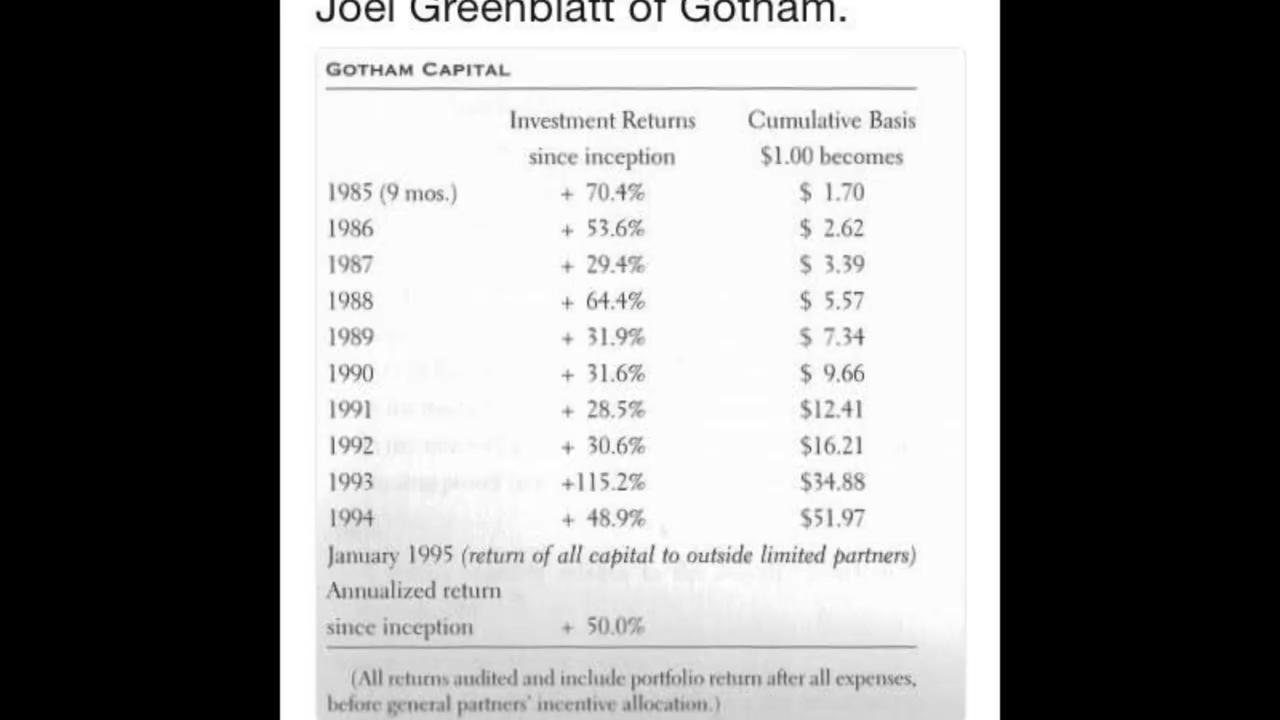 Joel Greenblatt of Gotham.
GOTHAM CAPITAL
Investment Returns Cumulative Basis
since inception $1.00 becomes
1985 (9 mos.) + 70.4% $ 1.70
1986 + 53.6% $ 2.62
1987 + 29.4% $ 3.39
1988 + 64.4% $ 5.57
1989 + 31.9% $ 7.34
1990 + 31.6% $ 9.66
1991 + 28.5% $12.41
1992 + 30.6% $16.21
1993 +115.2% $34.88
1994 + 48.9% $51.97
January 1995 (return of all capital to outside limited partners)
Annualized return
since inception + 50.0%
(All returns audited and include portfolio return after all expenses,
before general partners' incentive allocation.)